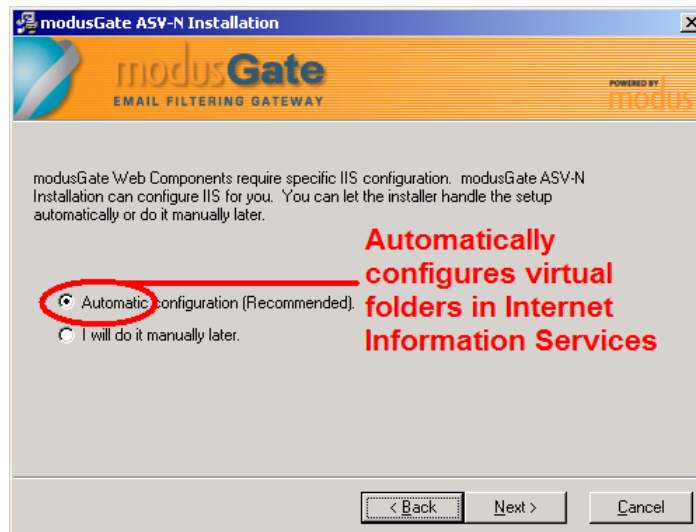 modusGate ASV-N Installation
modusGate
EMAIL FILTERING GATEWAY
POWERED BY
modus
modusGate Web Components require specific IIS configuration. modusGate ASV-N
Installation can configure IIS for you. You can let the installer handle the setup
automatically or do it manually later.
Automatically
configures virtual
folders in Internet
Information Services
Automatic configuration (Recommended).
I will do it manually later.
< Back
Next >
Cancel